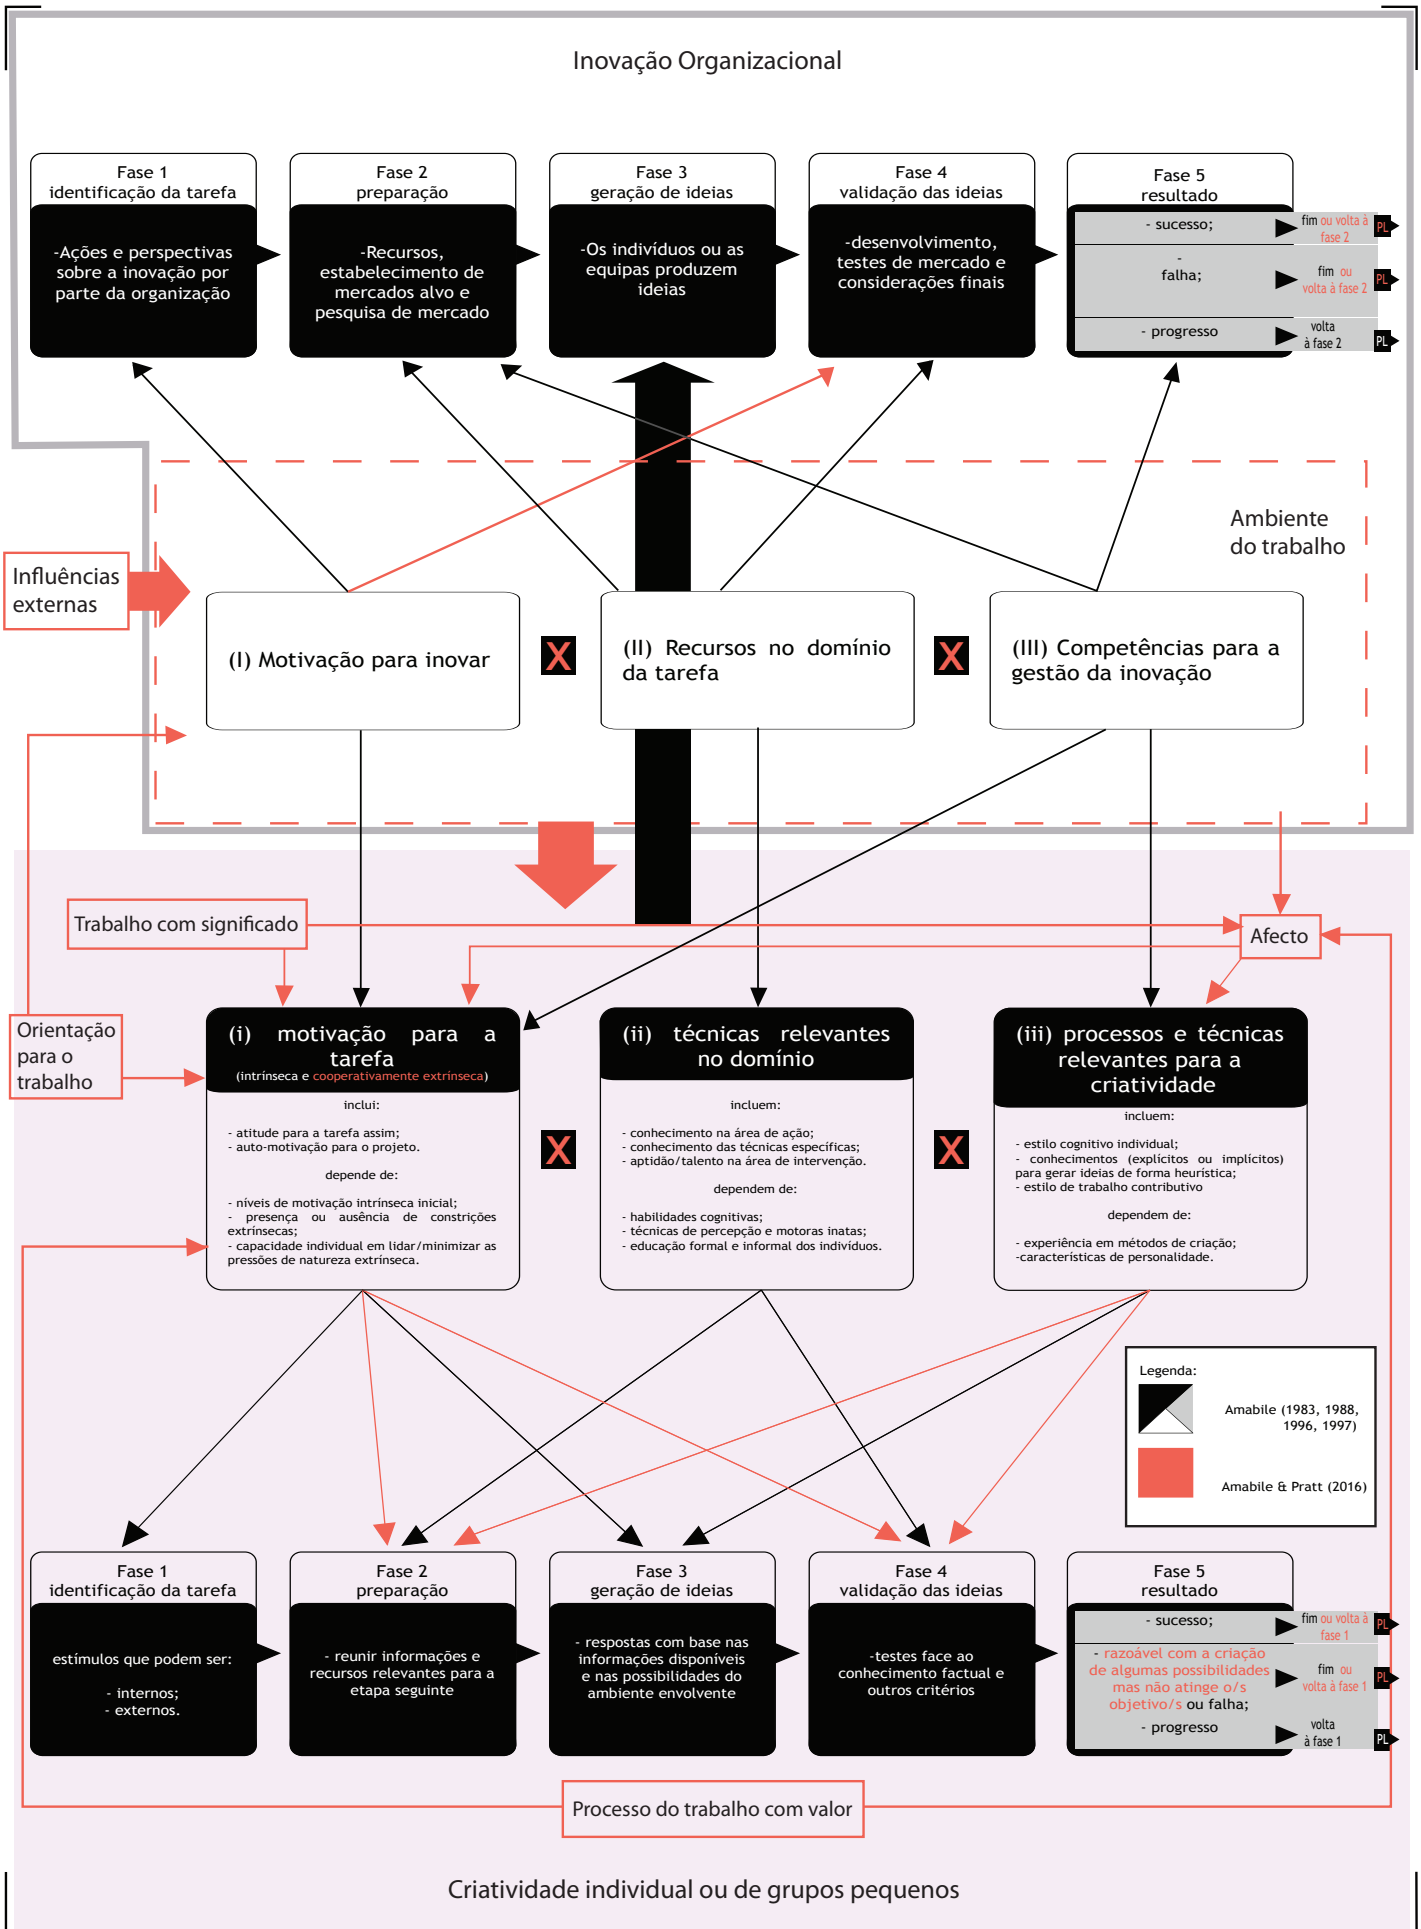 Inovação Organizacional
Fase 1
identificação da tarefa
-Ações e perspectivas
sobre a inovação por
parte da organização
Fase 2
preparação
-Recursos,
estabelecimento de
mercados alvo e
pesquisa de mercado
Fase 3
geração de ideias
-Os indivíduos ou as
equipas produzem
ideias
Fase 4
validação das ideias
-desenvolvimento,
testes de mercado e
considerações finais
Fase 5
resultado
- sucesso;
fim ou volta à
fase 2
PL
-
falha;
fim ou
volta à fase 2
PL
- progresso
volta
à fase 2
PL
Ambiente
do trabalho
Influências
externas
(I) Motivação para inovar
X
(II) Recursos no domínio
da tarefa
X
(III) Competências para a
gestão da inovação
Trabalho com significado
Afecto
Orientação
para o
trabalho
(i) motivação para a
tarefa
(intrínseca e cooperativamente extrínseca)
inclui:
- atitude para a tarefa assim;
- auto-motivação para o projeto.
depende de:
- níveis de motivação intrínseca inicial;
- presença ou ausência de constrições
extrínsecas;
- capacidade individual em lidar/minimizar as
pressões de natureza extrínseca.
X
(ii) técnicas relevantes
no domínio
incluem:
- conhecimento na área de ação;
- conhecimento das técnicas específicas;
- aptidão/talento na área de intervenção.
dependem de:
- habilidades cognitivas;
- técnicas de percepção e motoras inatas;
- educação formal e informal dos indivíduos.
X
(iii) processos e técnicas
relevantes para a
criatividade
incluem:
- estilo cognitivo individual;
- conhecimentos (explícitos ou implícitos)
para gerar ideias de forma heurística;
- estilo de trabalho contributivo
dependem de:
- experiência em métodos de criação;
-características de personalidade.
Legenda:
Amabile (1983, 1988,
1996, 1997)
Amabile & Pratt (2016)
Fase 1
identificação da tarefa
estímulos que podem ser:
- internos;
- externos.
Fase 2
preparação
- reunir informações e
recursos relevantes para a
etapa seguinte
Fase 3
geração de ideias
- respostas com base nas
informações disponíveis
e nas possibilidades do
ambiente envolvente
Fase 4
validação das ideias
-testes face ao
conhecimento factual e
outros critérios
Fase 5
resultado
- sucesso;
fim ou volta à
fase 1
PL
- razoável com a criação
de algumas possibilidades
mas não atinge o/s
objetivo/s ou falha;
fim ou
volta à fase 1
PL
- progresso
volta
à fase 1
PL
Processo do trabalho com valor
Criatividade individual ou de grupos pequenos